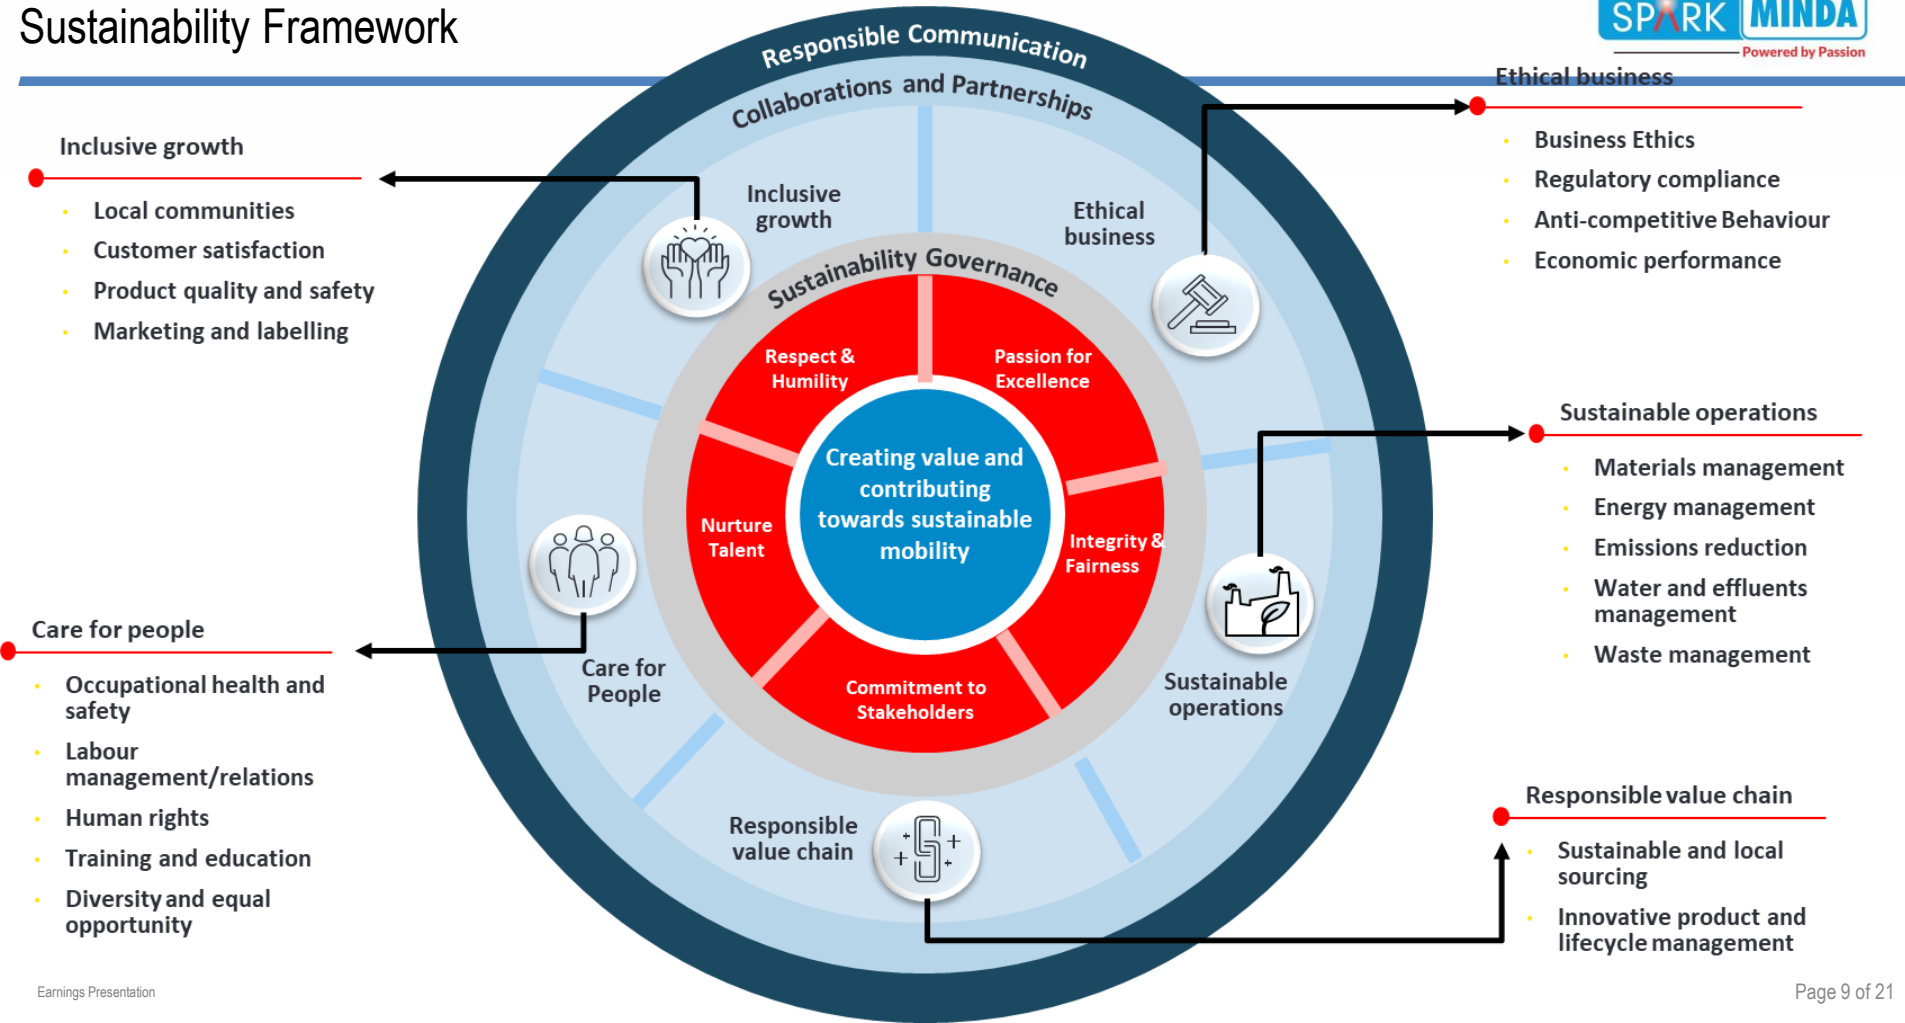 Sustainability Framework
SPARK MINDA
Powered by Passion
Responsible Communication
Collaborations and Partnerships
Inclusive growth
Local communities
Customer satisfaction
Product quality and safety
Marketing and labelling
Care for people
Occupational health and
safety
Labour
management/relations
Human rights
Training and education
Diversity and equal
opportunity
Inclusive
growth
Ethical
business
Sustainability Governance
Respect &
Humility
Passion for
Excellence
Creating value and
contributing
towards sustainable
mobility
Nurture
Talent
Integrity &
Fairness
Commitment to
Stakeholders
Care for
People
Sustainable
operations
Responsible
value chain
Ethical business
Business Ethics
Regulatory compliance
Anti-competitive Behaviour
Economic performance
Sustainable operations
Materials management
Energy management
Emissions reduction
Water and effluents
management
Waste management
Responsible value chain
Sustainable and local
sourcing
Innovative product and
lifecycle management
Earnings Presentation
Page 9 of 21